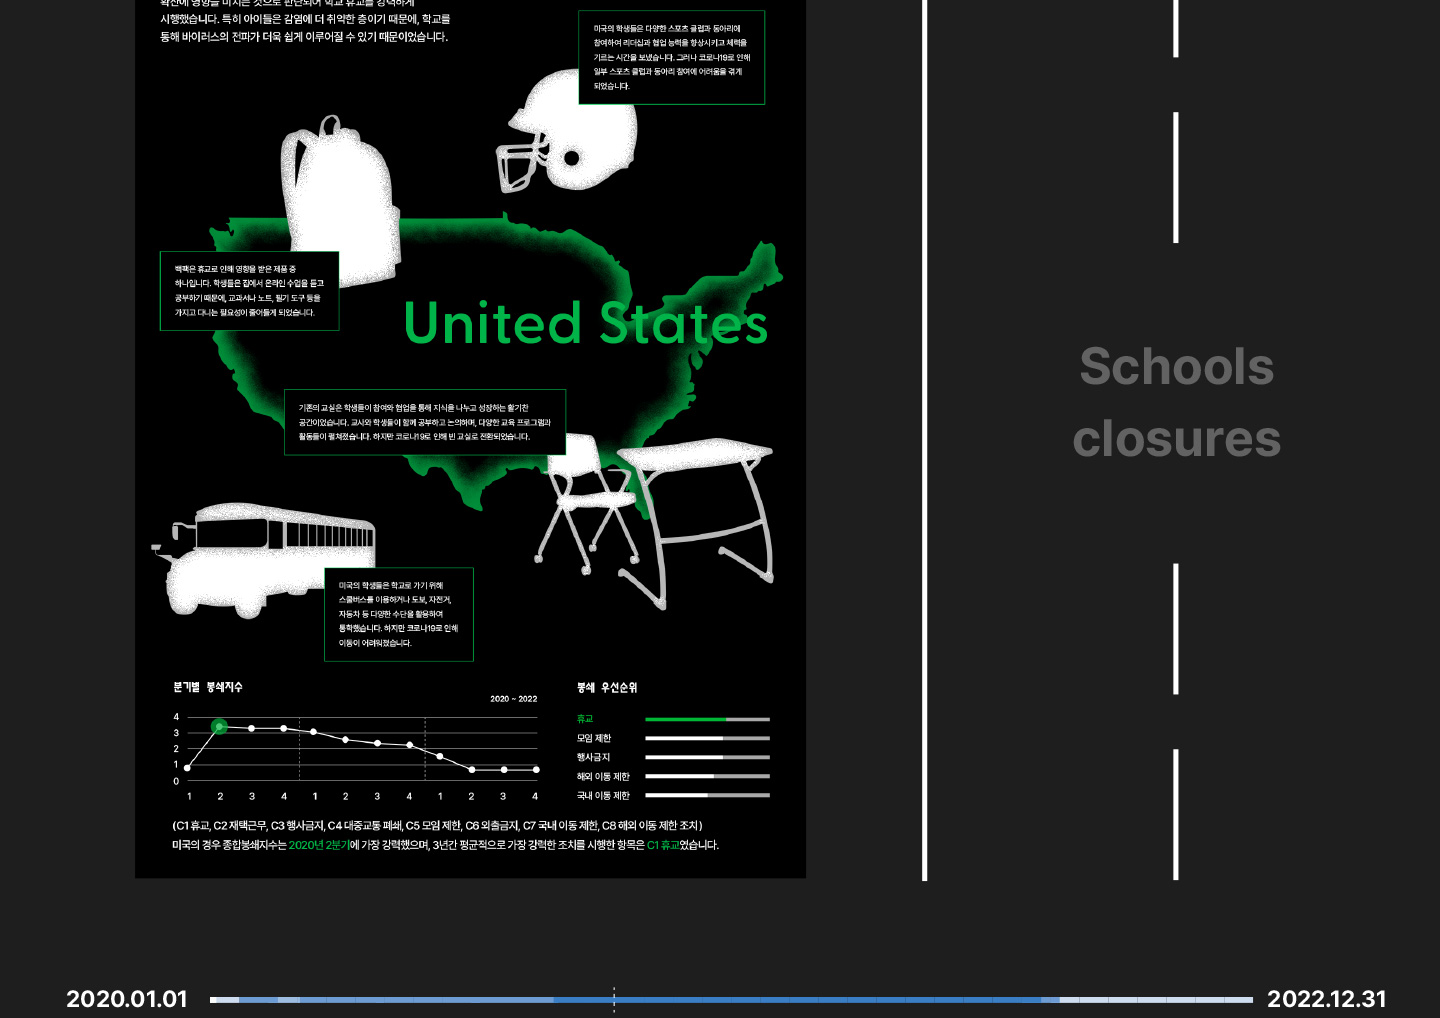 확산에 영향을 미치는 것으로 판단되어 학교 휴교를 강력하게
시행했습니다. 특히 아이들은 감염에 더 취약한 층이기 때문에, 학교를
통해 바이러스의 전파가 더욱 쉽게 이루어질 수 있기 때문이었습니다.
미국의 학생들은 다양한 스포츠 클럽과 동아리에
참여하여 리더십과 협업 능력을 향상시키고 체력을
기르는 시간을 보냈습니다. 그러나 코로나19로 인해
일부 스포츠 클럽과 동아리 참여에 어려움을 겪게
되었습니다.
백팩은 휴교로 인해 영향을 받은 제품 중
하나입니다. 학생들은 집에서 온라인 수업을 듣고
공부하기 때문에, 교과서나 노트, 필기 도구 등을
가지고 다니는 필요성이 줄어들게 되었습니다.
United States
기존의 교실은 학생들이 참여와 협업을 통해 지식을 나누고 성장하는 활기찬
공간이었습니다. 교사와 학생들이 함께 공부하고 논의하며, 다양한 교육 프로그램과
활동들이 펼쳐졌습니다. 하지만 코로나19로 인해 빈 교실로 전환되었습니다.
미국의 학생들은 학교로 가기 위해
스쿨버스를 이용하거나 도보, 자전거,
자동차 등 다양한 수단을 활용하여
통학했습니다. 하지만 코로나19로 인해
이동이 어려워졌습니다.
분기별 봉쇄지수
2020 ~ 2022
4
3
2
1
0
1 2 3 4 1 2 3 4 1 2 3 4
봉쇄 우선순위
휴교
모임 제한
행사금지
해외 이동 제한
국내 이동 제한
(C1 휴교, C2 재택근무, C3 행사금지, C4 대중교통 폐쇄, C5 모임 제한, C6 외출금지, C7 국내 이동 제한, C8 해외 이동 제한 조치)
미국의 경우 종합봉쇄지수는 2020년 2분기에 가장 강력했으며, 3년간 평균적으로 가장 강력한 조치를 시행한 항목은 C1 휴교였습니다.
Schools
closures
2020.01.01
2022.12.31